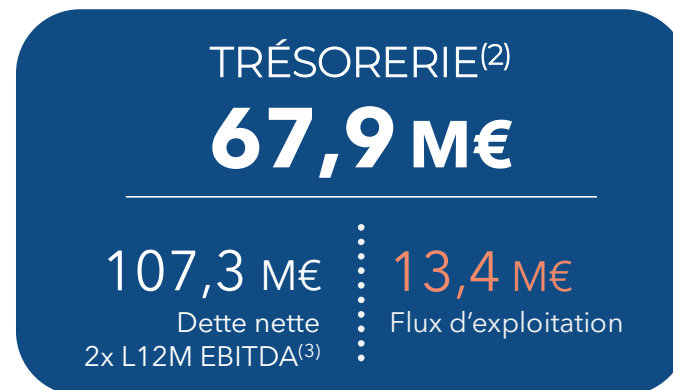 TRÉSORERIE(2)
67,9 M€
107,3 M€
Dette nette
2x L12M EBITDA(3)
13,4 M€
Flux d’exploitation